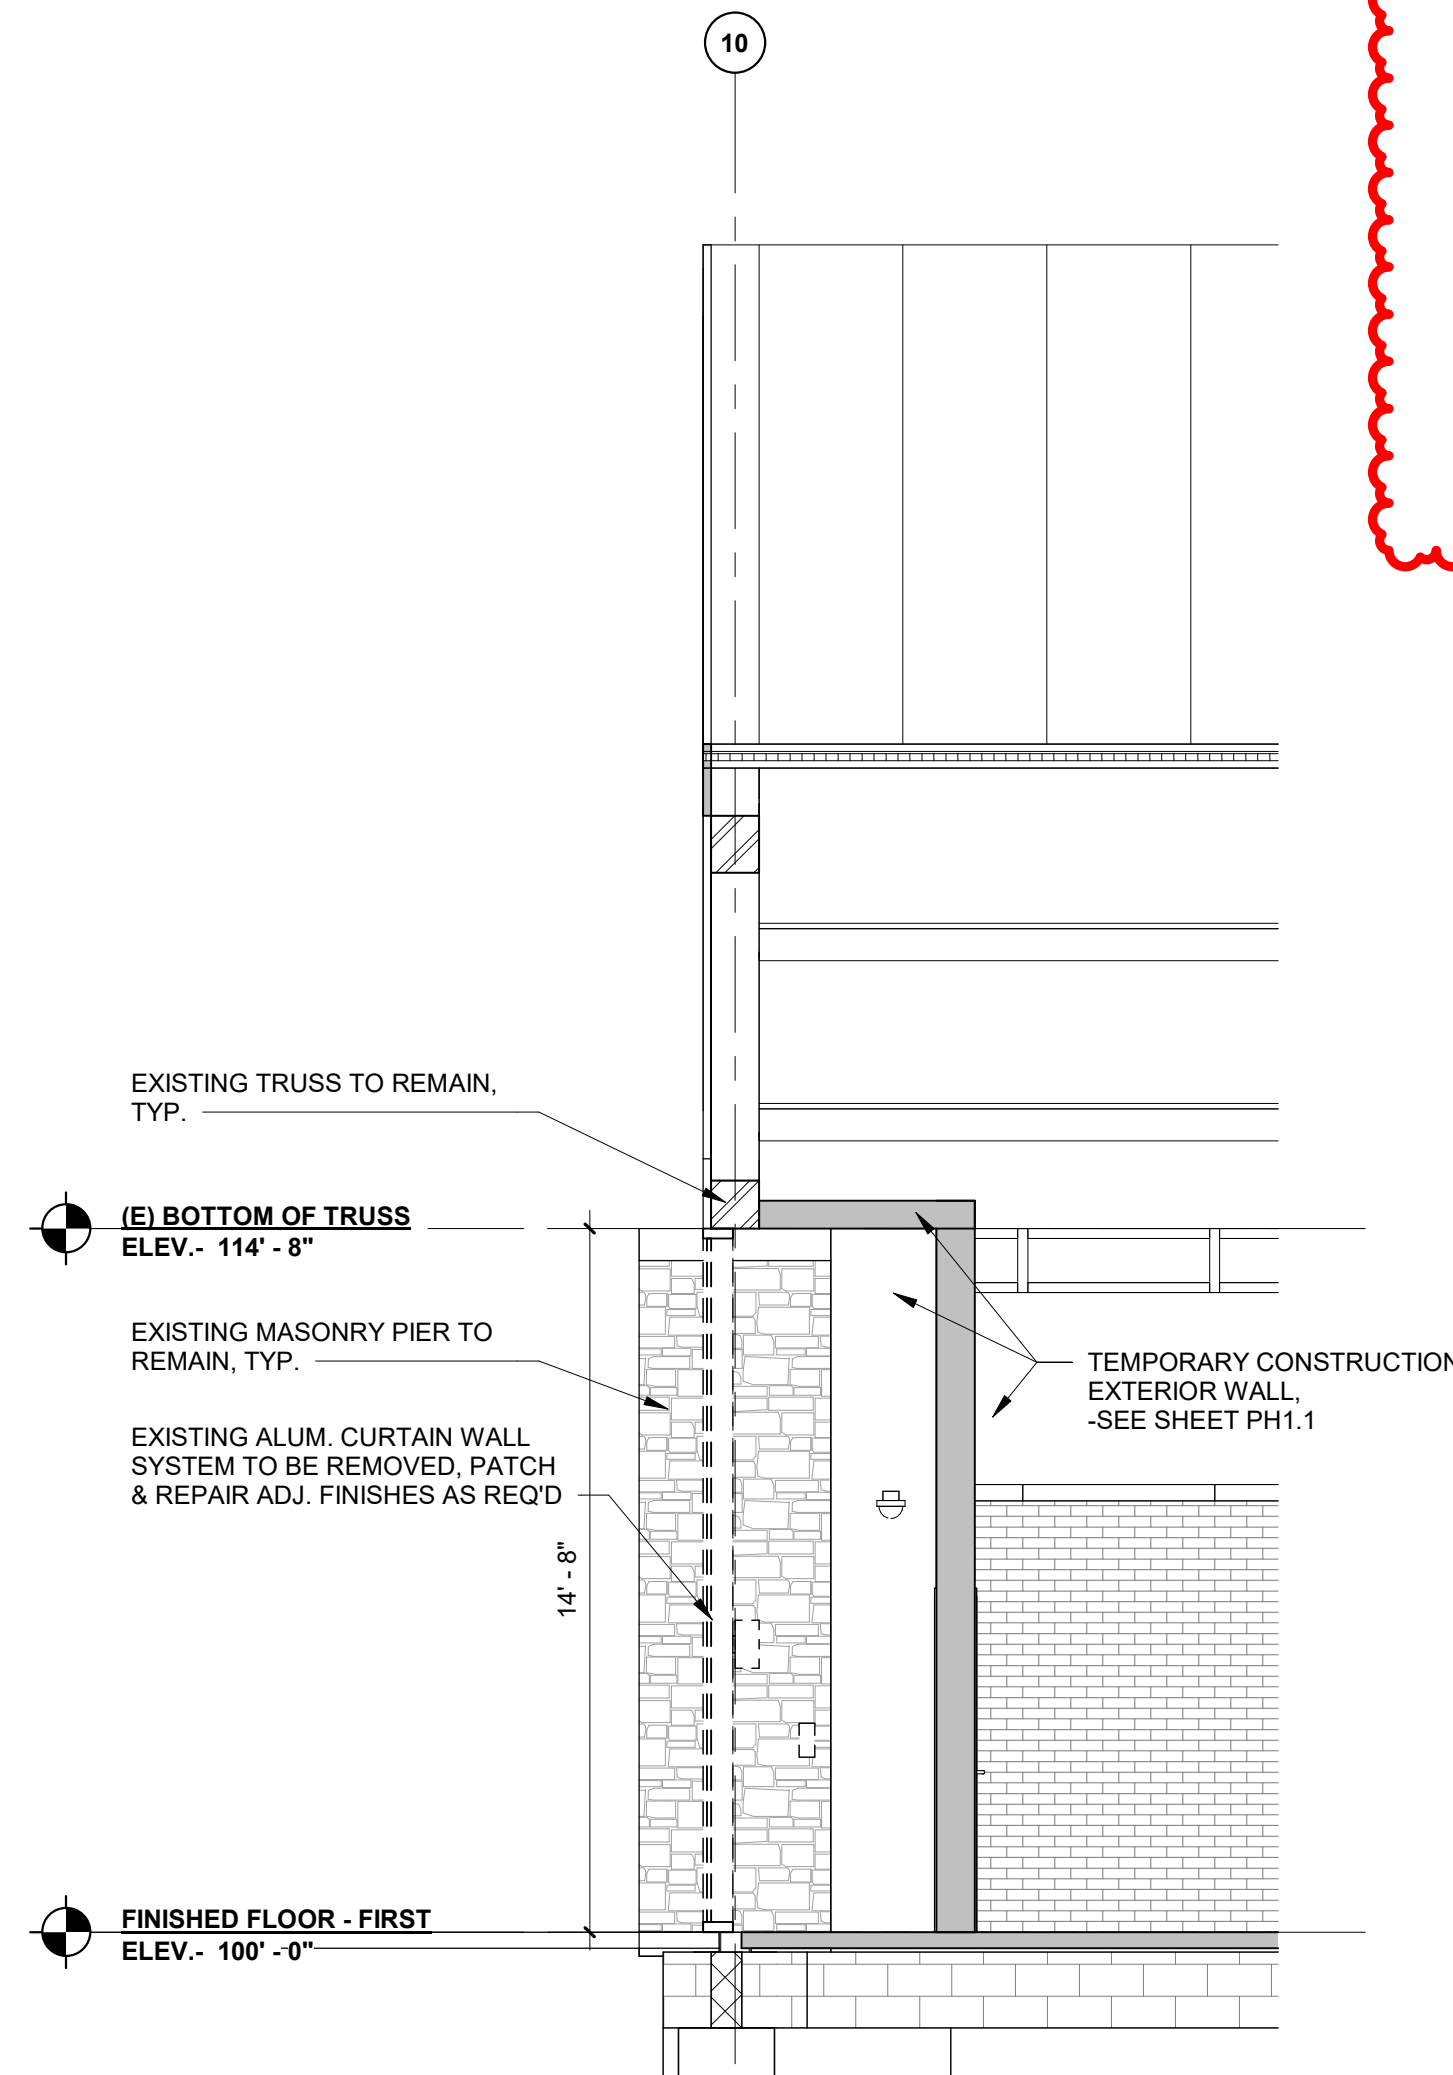 10
EXISTING TRUSS TO REMAIN,
TYP.
(E) BOTTOM OF TRUSS
ELEV.- 114' - 8"
EXISTING MASONRY PIER TO
REMAIN, TYP.
TEMPORARY CONSTRUCTION
EXTERIOR WALL,
-SEE SHEET PH1.1
EXISTING ALUM. CURTAIN WALL
SYSTEM TO BE REMOVED, PATCH
& REPAIR ADJ. FINISHES AS REQ'D
14' - 8"
FINISHED FLOOR - FIRST
ELEV.- 100' - 0"